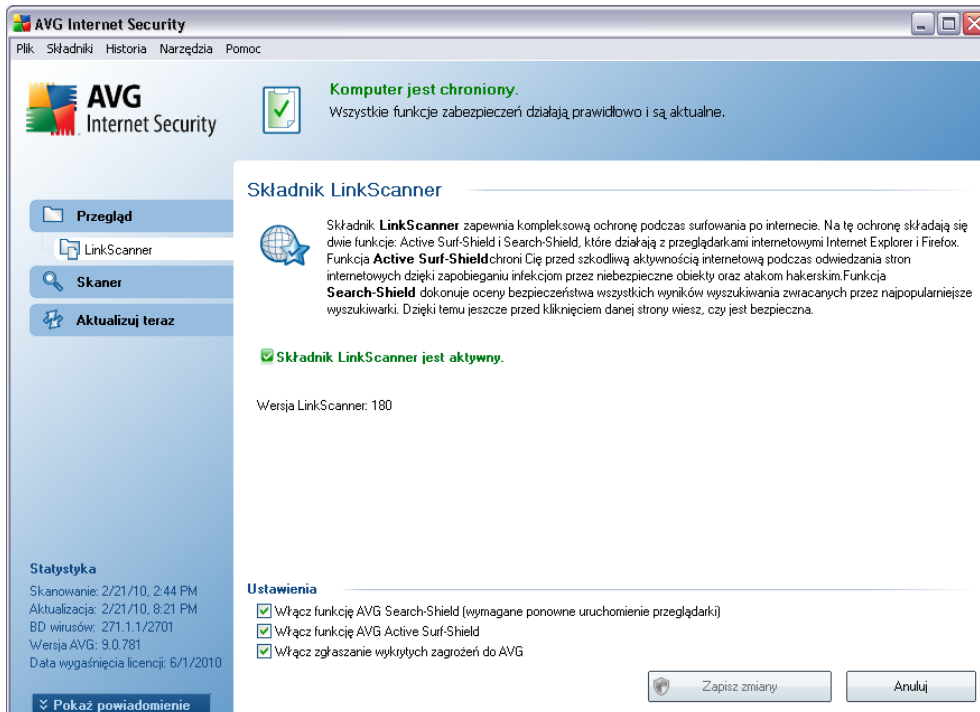 AVG Internet Security
Plik Składniki Historia Narzędzia Pomoc
AVG
Internet Security
Komputer jest chroniony.
Wszystkie funkcje zabezpieczeń działają prawidłowo i są aktualne.
Przegląd
LinkScanner
Skaner
Aktualizuj teraz
Składnik LinkScanner
Składnik LinkScanner zapewnia kompleksową ochronę podczas surfowania po internecie. Na tę ochronę składają się
dwie funkcje: Active Surf-Shield i Search-Shield, które działają z przeglądarkami internetowymi Internet Explorer i Firefox.
Funkcja Active Surf-Shieldchroni Cię przed szkodliwą aktywnością internetową podczas odwiedzania stron
internetowych dzięki zapobieganiu infekcjom przez niebezpieczne obiekty oraz atakom hakerskim.Funkcja
Search-Shield dokonuje oceny bezpieczeństwa wszystkich wyników wyszukiwania zwracanych przez najpopularniejsze
wyszukiwarki. Dzięki temu jeszcze przed kliknięciem danej strony wiesz, czy jest bezpieczna.
Składnik LinkScanner jest aktywny.
Wersja LinkScanner: 180
Statystyka
Skanowanie: 2/21/10, 2:44 PM
Aktualizacja: 2/21/10, 8:21 PM
BD wirusów: 271.1.1/2701
Wersja AVG: 9.0.781
Data wygaśnięcia licencji: 6/1/2010
Pokaż powiadomienie
Ustawienia
Włącz funkcję AVG Search-Shield (wymagane ponowne uruchomienie przeglądarki)
Włącz funkcję AVG Active Surf-Shield
Włącz zgłaszanie wykrytych zagrożeń do AVG
Zapisz zmiany
Anuluj